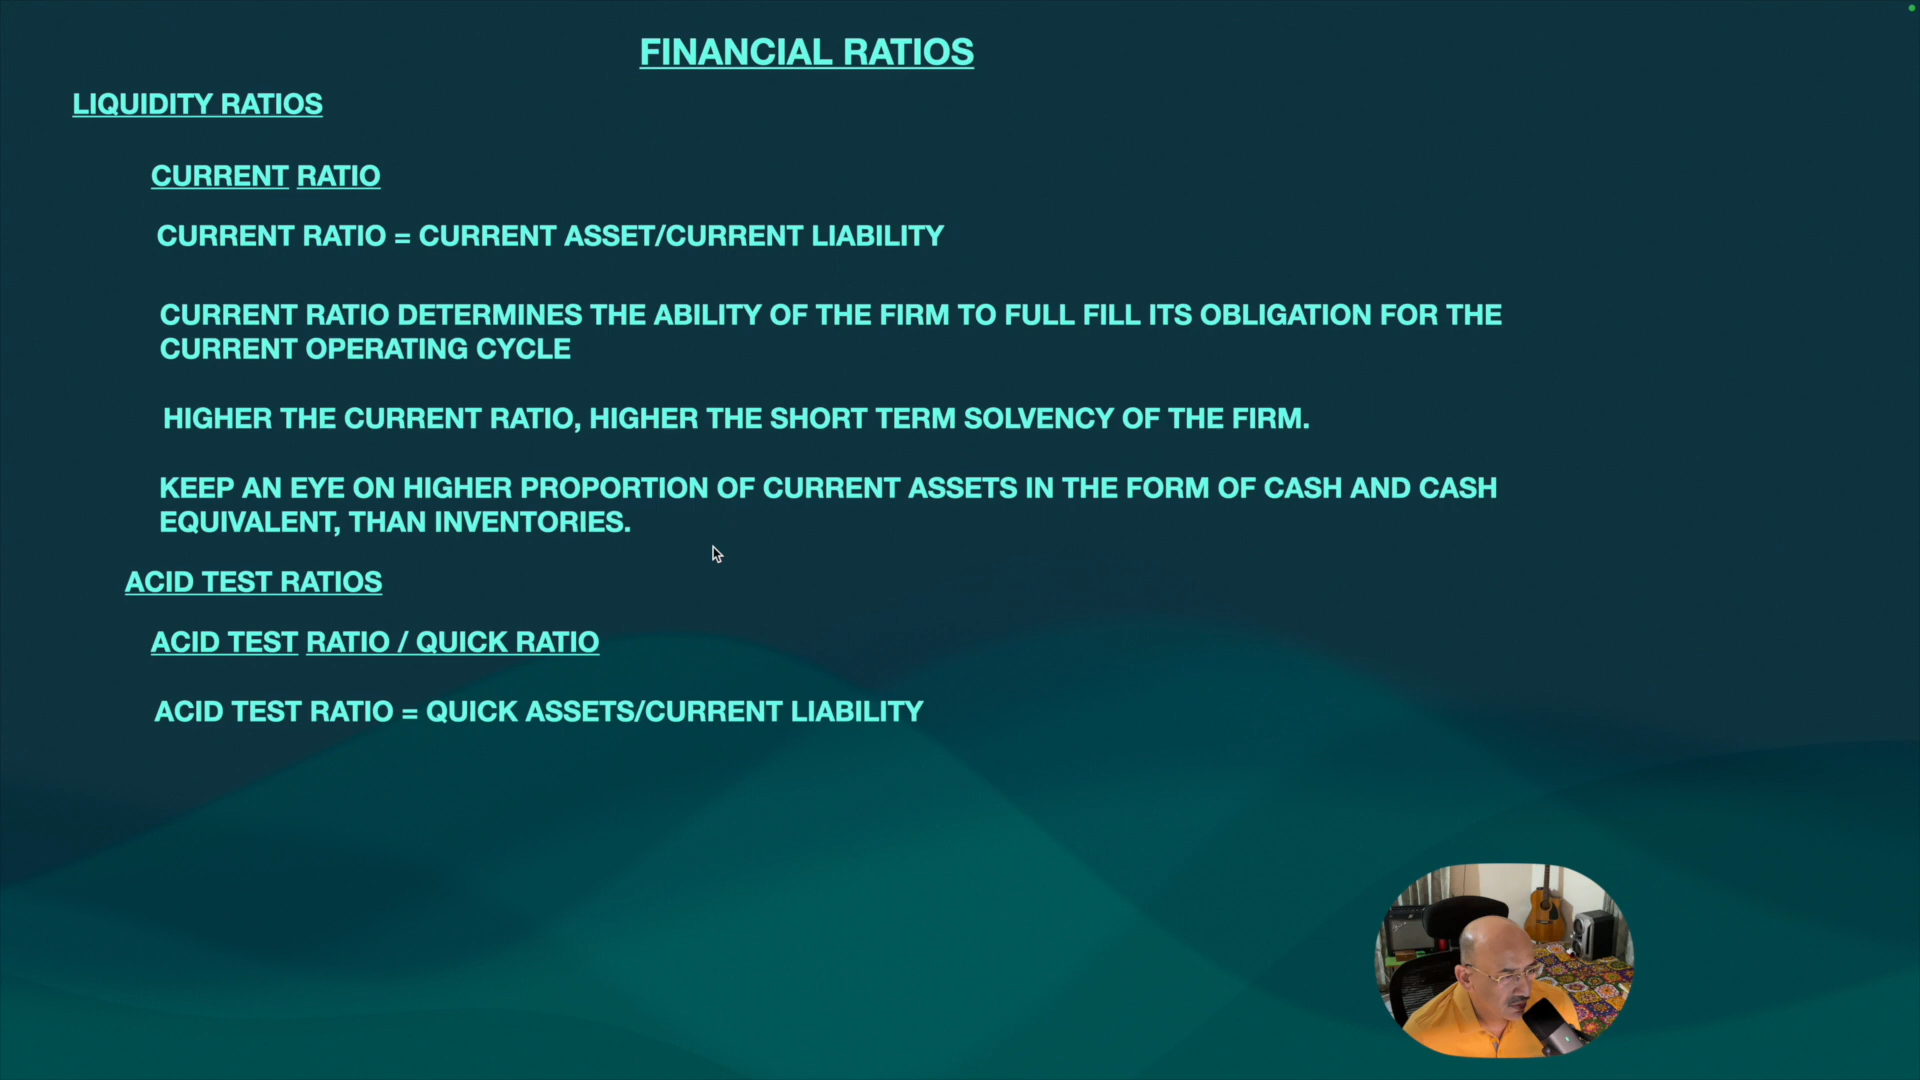 FINANCIAL RATIOS
LIQUIDITY RATIOS
CURRENT RATIO
CURRENT RATIO = CURRENT ASSET/CURRENT LIABILITY
CURRENT RATIO DETERMINES THE ABILITY OF THE FIRM TO FULL FILL ITS OBLIGATION FOR THE
CURRENT OPERATING CYCLE
HIGHER THE CURRENT RATIO, HIGHER THE SHORT TERM SOLVENCY OF THE FIRM.
KEEP AN EYE ON HIGHER PROPORTION OF CURRENT ASSETS IN THE FORM OF CASH AND CASH
EQUIVALENT, THAN INVENTORIES.
ACID TEST RATIOS
ACID TEST RATIO / QUICK RATIO
ACID TEST RATIO = QUICK ASSETS/CURRENT LIABILITY